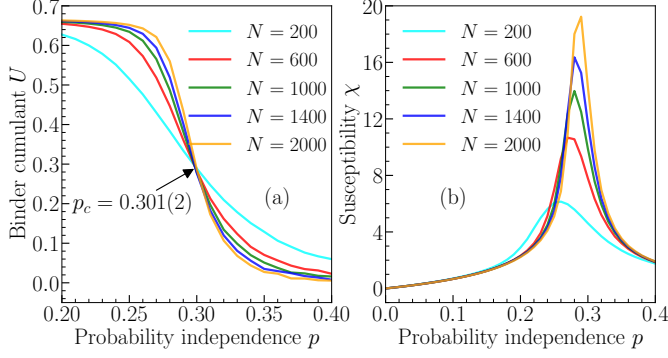 0.7
0.6
0.5
0.4
0.3
0.2
0.1
0.0
Binder cumulant U
N = 200
N = 600
N = 1000
N = 1400
N = 2000
p_c = 0.301(2)
(a)
0.20 0.25 0.30 0.35 0.40
Probability independence p
20
16
12
8
4
0
Susceptibility χ
N = 200
N = 600
N = 1000
N = 1400
N = 2000
(b)
0.0 0.1 0.2 0.3 0.4
Probability independence p